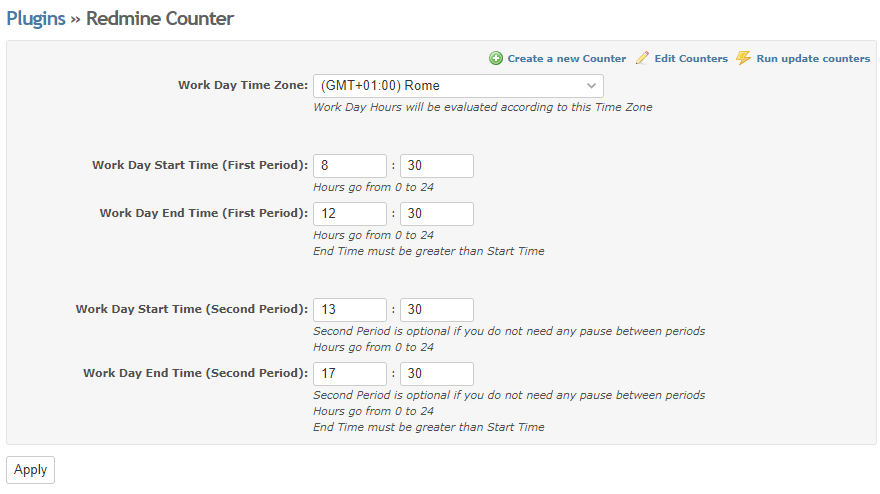 Plugins » Redmine Counter
Create a new Counter Edit Counters Run update counters
Work Day Time Zone: (GMT+01:00) Rome
Work Day Hours will be evaluated according to this Time Zone
Work Day Start Time (First Period): 8 : 30
Hours go from 0 to 24
Work Day End Time (First Period): 12 : 30
Hours go from 0 to 24
End Time must be greater than Start Time
Work Day Start Time (Second Period): 13 : 30
Second Period is optional if you do not need any pause between periods
Hours go from 0 to 24
Work Day End Time (Second Period): 17 : 30
Second Period is optional if you do not need any pause between periods
Hours go from 0 to 24
End Time must be greater than Start Time
Apply